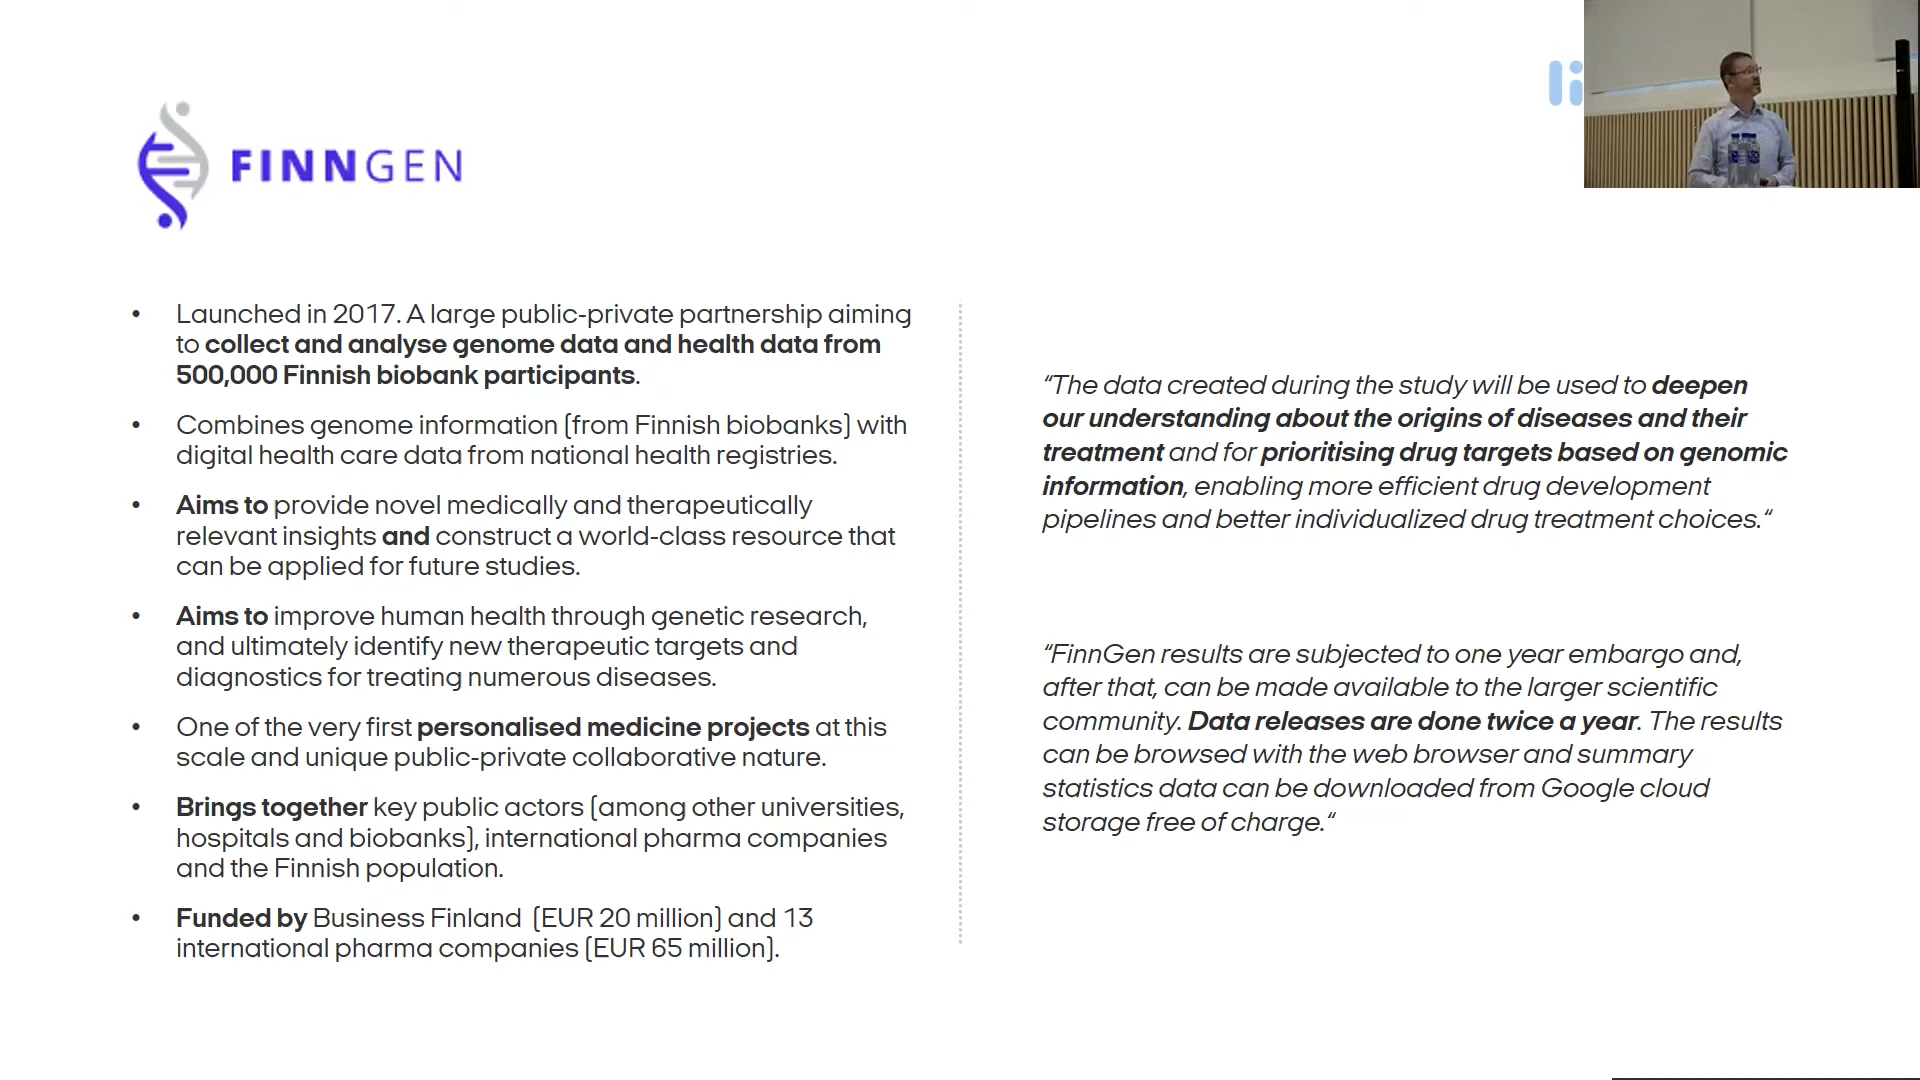 FINNGEN
li
• Launched in 2017. A large public-private partnership aiming
to collect and analyse genome data and health data from
500,000 Finnish biobank participants.
• Combines genome information (from Finnish biobanks) with
digital health care data from national health registries.
• Aims to provide novel medically and therapeutically
relevant insights and construct a world-class resource that
can be applied for future studies.
• Aims to improve human health through genetic research,
and ultimately identify new therapeutic targets and
diagnostics for treating numerous diseases.
• One of the very first personalised medicine projects at this
scale and unique public-private collaborative nature.
• Brings together key public actors (among other universities,
hospitals and biobanks), international pharma companies
and the Finnish population.
• Funded by Business Finland (EUR 20 million) and 13
international pharma companies (EUR 65 million).
“The data created during the study will be used to deepen
our understanding about the origins of diseases and their
treatment and for prioritising drug targets based on genomic
information, enabling more efficient drug development
pipelines and better individualized drug treatment choices.“
“FinnGen results are subjected to one year embargo and,
after that, can be made available to the larger scientific
community. Data releases are done twice a year. The results
can be browsed with the web browser and summary
statistics data can be downloaded from Google cloud
storage free of charge.“